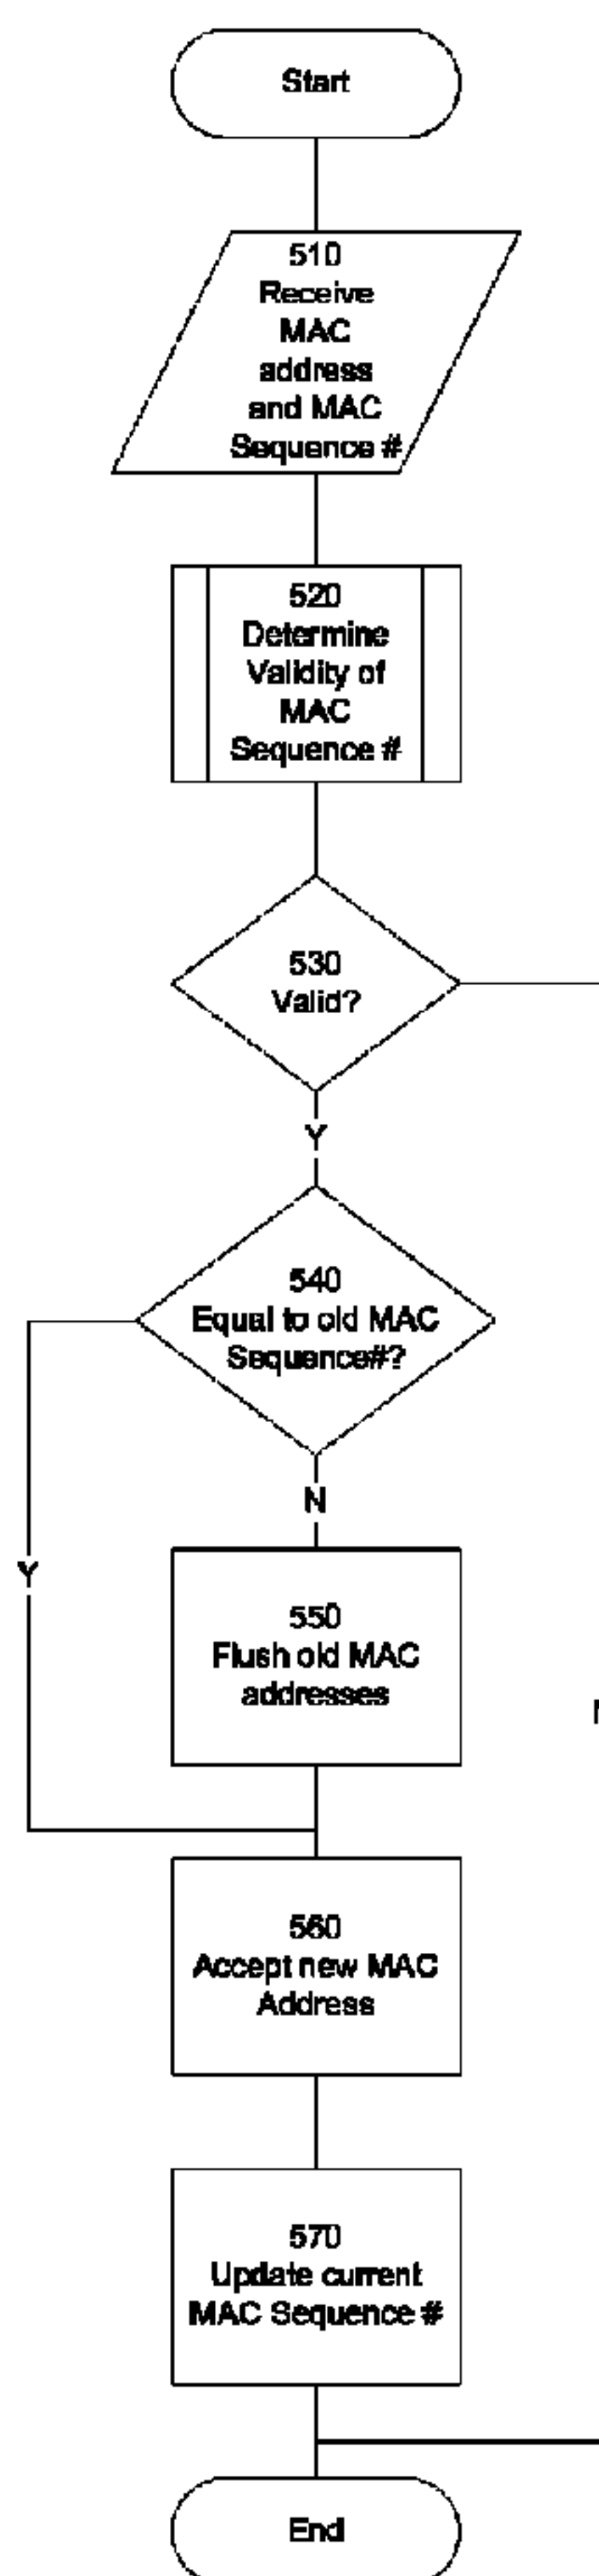 Start
510
Receive
MAC
address
and MAC
Sequence #
520
Determine
Validity of
MAC
Sequence #
530
Valid?
Y
540
Equal to old MAC
Sequence#?
N
Y
550
Flush old MAC
addresses
560
Accept new MAC
Address
570
Update current
MAC Sequence #
End